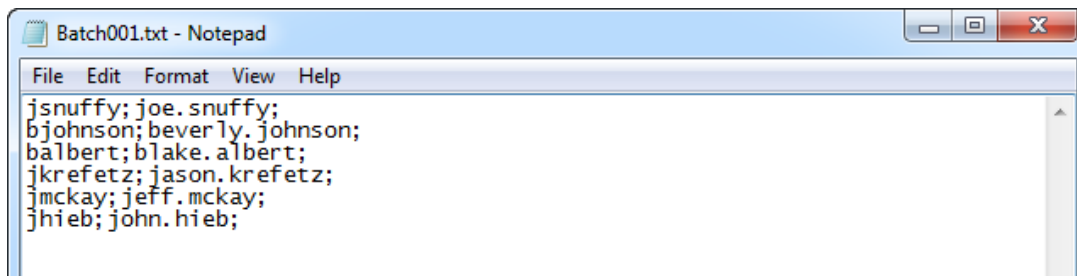 Batch001.txt - Notepad
File Edit Format View Help
jsnuffy;joe.snuffy;
bjohnson;beverly.johnson;
balbert;blake.albert;
jkrefetz;jason.krefetz;
jmckay;jeff.mckay;
jhieb;john.hieb;